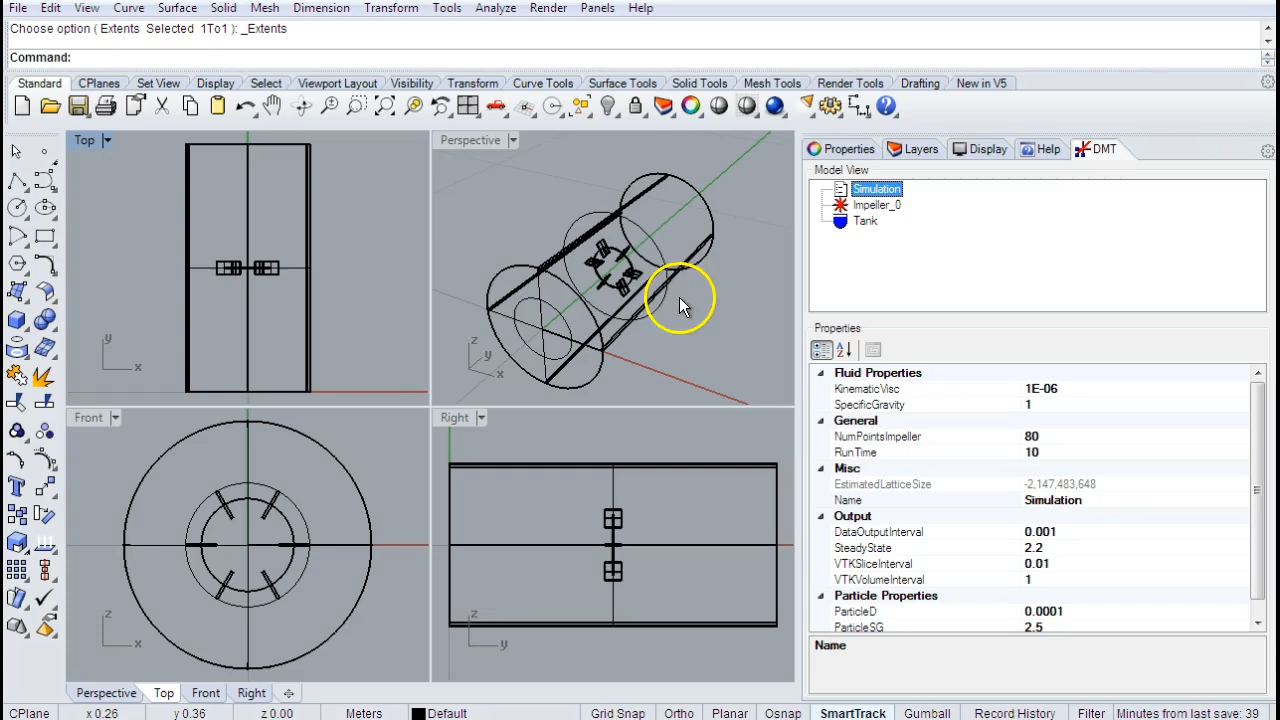 File Edit View Curve Surface Solid Mesh Dimension Transform Tools Analyze Render Panels Help
Choose option ( Extents Selected 1To1 ): _Extents
Command:
Standard CPlanes Set View Display Select Viewport Layout Visibility Transform Curve Tools Surface Tools Solid Tools Mesh Tools Render Tools Drafting New in V5
Top
Perspective
Properties Layers Display Help DMT
Model View
Simulation
Impeller_0
Tank
y
x
z
y
x
Properties
Fluid Properties
KinematicVisc 1E-06
SpecificGravity 1
General
NumPointsImpeller 80
RunTime 10
Misc
EstimatedLatticeSize -2,147,483,648
Name Simulation
Output
DataOutputInterval 0.001
SteadyState 2.2
VTKSliceInterval 0.01
VTKVolumeInterval 1
Particle Properties
ParticleD 0.0001
ParticleSG 2.5
Name
Front
Right
z
x
z
y
Perspective Top Front Right
CPlane x 0.26 y 0.36 z 0.00 Meters Default Grid Snap Ortho Planar Osnap SmartTrack Gumball Record History Filter Minutes from last save: 39